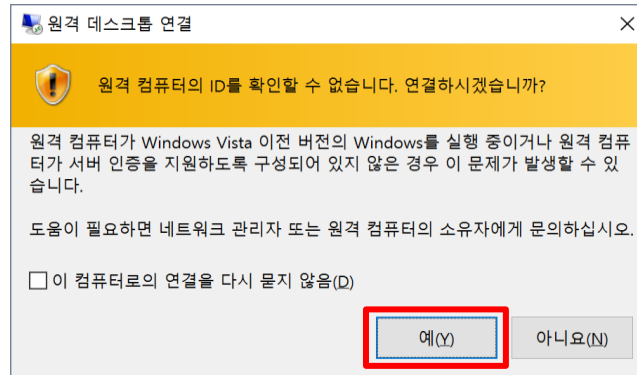 원격 데스크톱 연결
원격 컴퓨터의 ID를 확인할 수 없습니다. 연결하시겠습니까?
원격 컴퓨터가 Windows Vista 이전 버전의 Windows를 실행 중이거나 원격 컴퓨
터가 서버 인증을 지원하도록 구성되어 있지 않은 경우 이 문제가 발생할 수 있
습니다.
도움이 필요하면 네트워크 관리자 또는 원격 컴퓨터의 소유자에게 문의하십시오.
이 컴퓨터로의 연결을 다시 묻지 않음(D)
예(Y)
아니요(N)